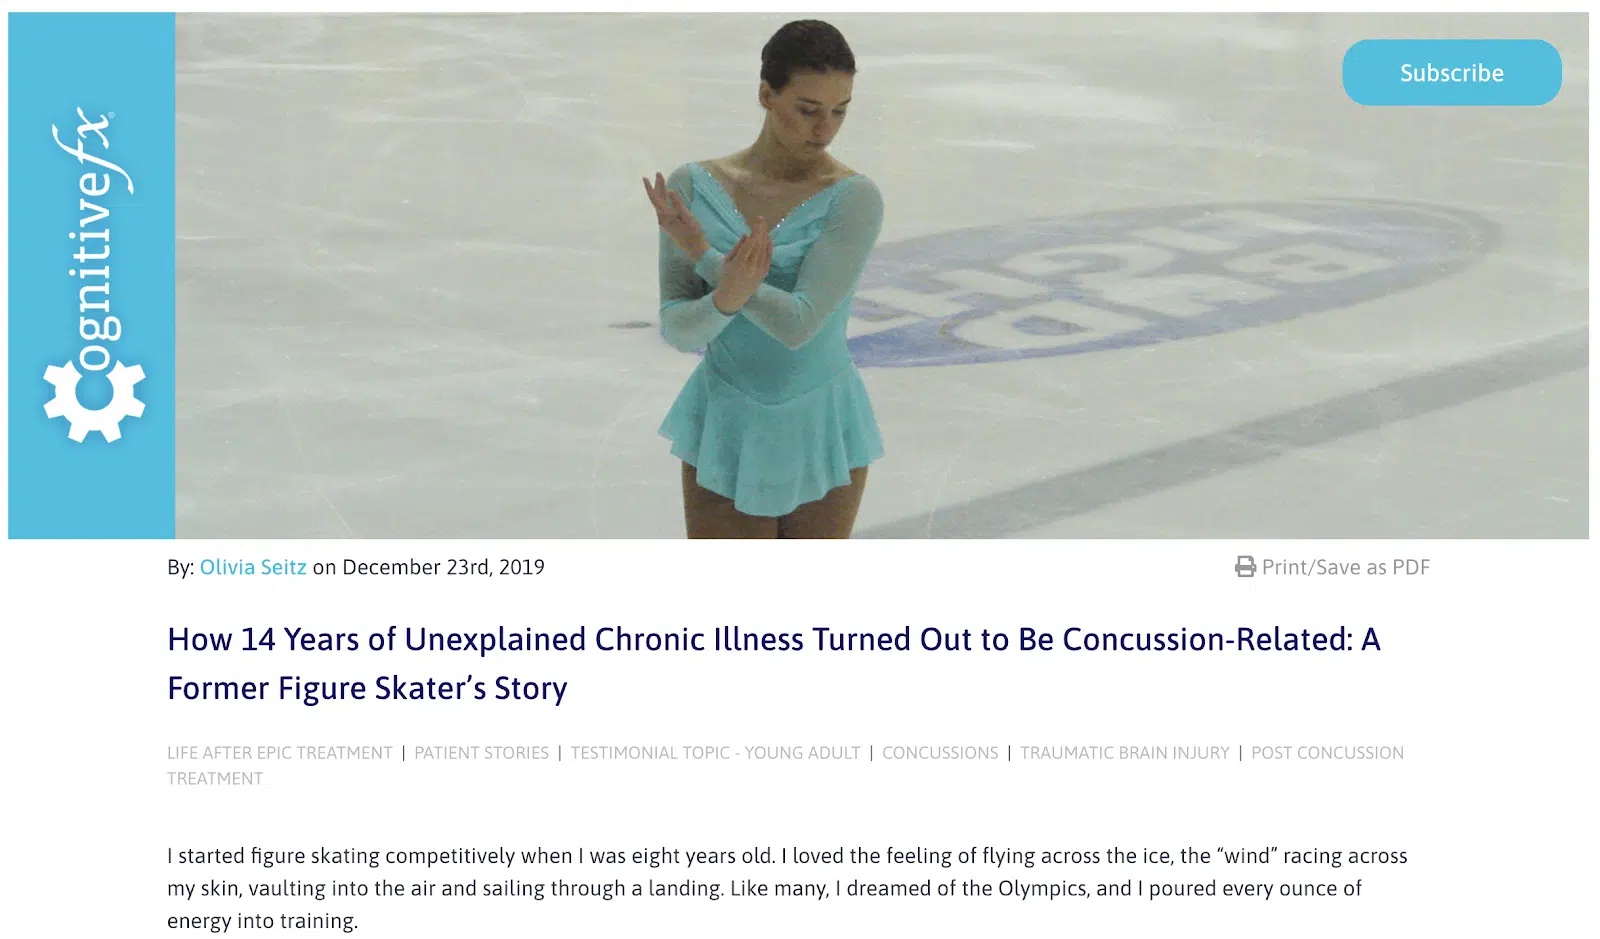 Cognitivefx®
Subscribe
By: Olivia Seitz on December 23rd, 2019
Print/Save as PDF
How 14 Years of Unexplained Chronic Illness Turned Out to Be Concussion-Related: A
Former Figure Skater’s Story
LIFE AFTER EPIC TREATMENT | PATIENT STORIES | TESTIMONIAL TOPIC - YOUNG ADULT | CONCUSSIONS | TRAUMATIC BRAIN INJURY | POST CONCUSSION
TREATMENT
I started figure skating competitively when I was eight years old. I loved the feeling of flying across the ice, the “wind” racing across
my skin, vaulting into the air and sailing through a landing. Like many, I dreamed of the Olympics, and I poured every ounce of
energy into training.